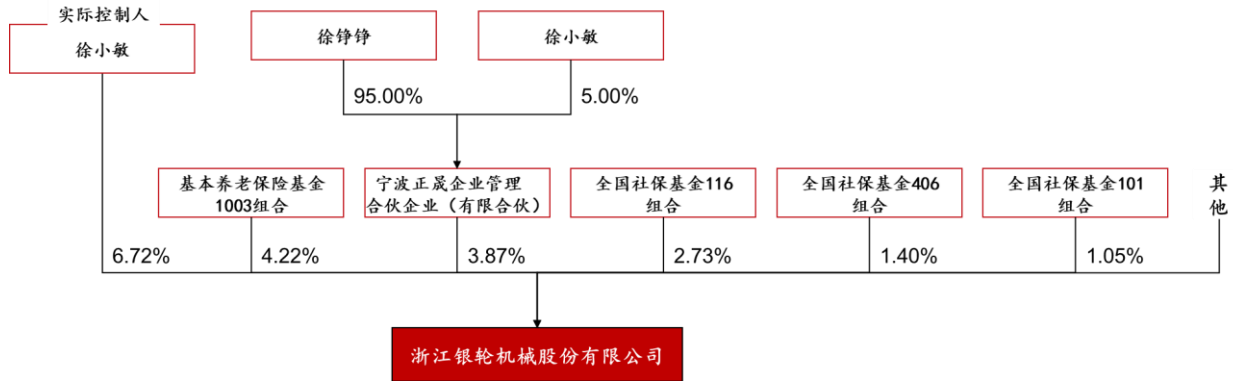 实际控制人
徐小敏
徐铮铮
徐小敏
95.00%
5.00%
基本养老保险基金
1003组合
宁波正晟企业管理
合伙企业（有限合伙）
全国社保基金116
组合
全国社保基金406
组合
全国社保基金101
组合
其
他
6.72%
4.22%
3.87%
2.73%
1.40%
1.05%
浙江银轮机械股份有限公司